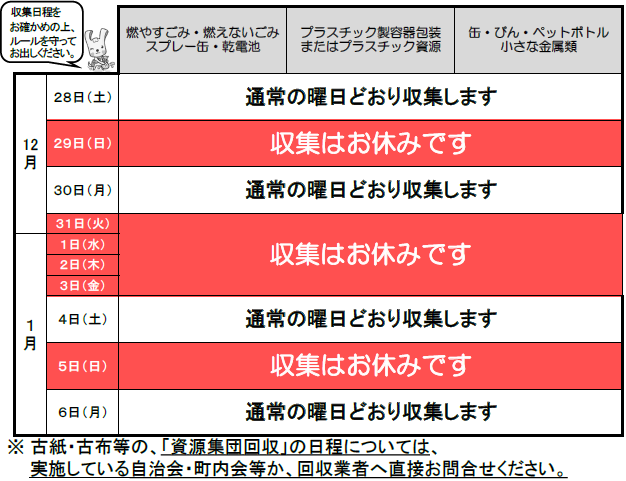 収集日程を
お確かめの上、
ルールを守って
お出しください。
燃やすごみ・燃えないごみ
スプレー缶・乾電池
プラスチック製容器包装
またはプラスチック資源
缶・びん・ペットボトル
小さな金属類
12月
28日(土)
通常の曜日どおり収集します
29日(日)
収集はお休みです
30日(月)
通常の曜日どおり収集します
31日(火)
1月
1日(水)
収集はお休みです
2日(木)
3日(金)
4日(土)
通常の曜日どおり収集します
5日(日)
収集はお休みです
6日(月)
通常の曜日どおり収集します
※ 古紙・古布等の、「資源集団回収」の日程については、
実施している自治会・町内会等か、回収業者へ直接お問合せください。